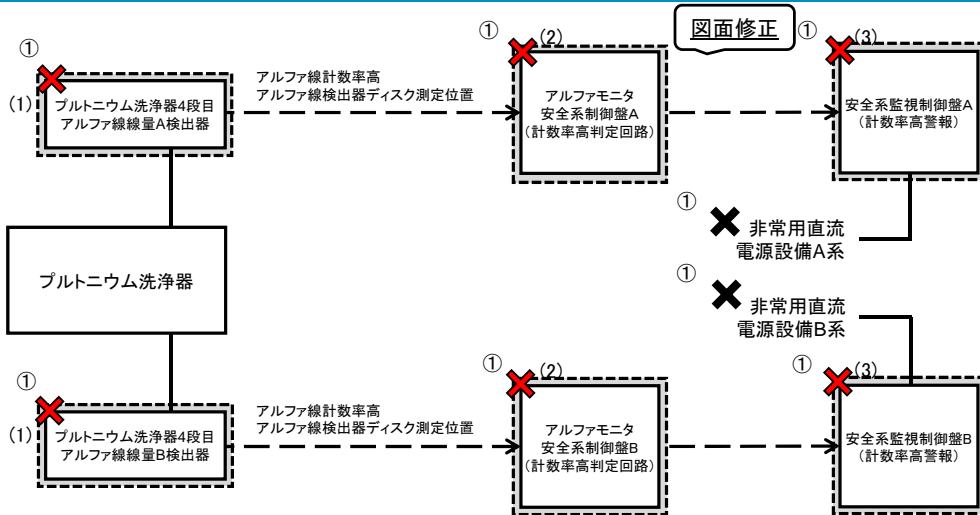 図面修正
①
①
(2)
①
(3)
(1)
プルトニウム洗浄器4段目
アルファ線線量A検出器
アルファ線計数率高
アルファ線検出器ディスク測定位置
アルファモニタ
安全系制御盤A
(計数率高判定回路)
安全系監視制御盤A
(計数率高警報)
①
非常用直流
電源設備A系
プルトニウム洗浄器
①
非常用直流
電源設備B系
①
①
(2)
①
(3)
(1)
プルトニウム洗浄器4段目
アルファ線線量B検出器
アルファ線計数率高
アルファ線検出器ディスク測定位置
アルファモニタ
安全系制御盤B
(計数率高判定回路)
安全系監視制御盤B
(計数率高警報)